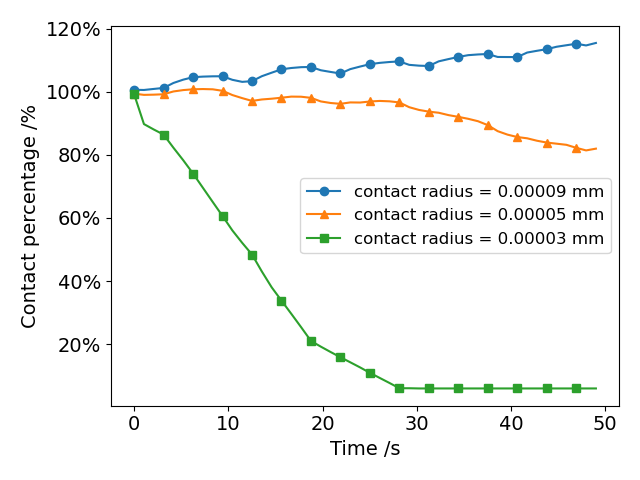 120%
100%
80%
60%
40%
20%
Contact percentage /%
contact radius = 0.00009 mm
contact radius = 0.00005 mm
contact radius = 0.00003 mm
0 10 20 30 40 50
Time /s